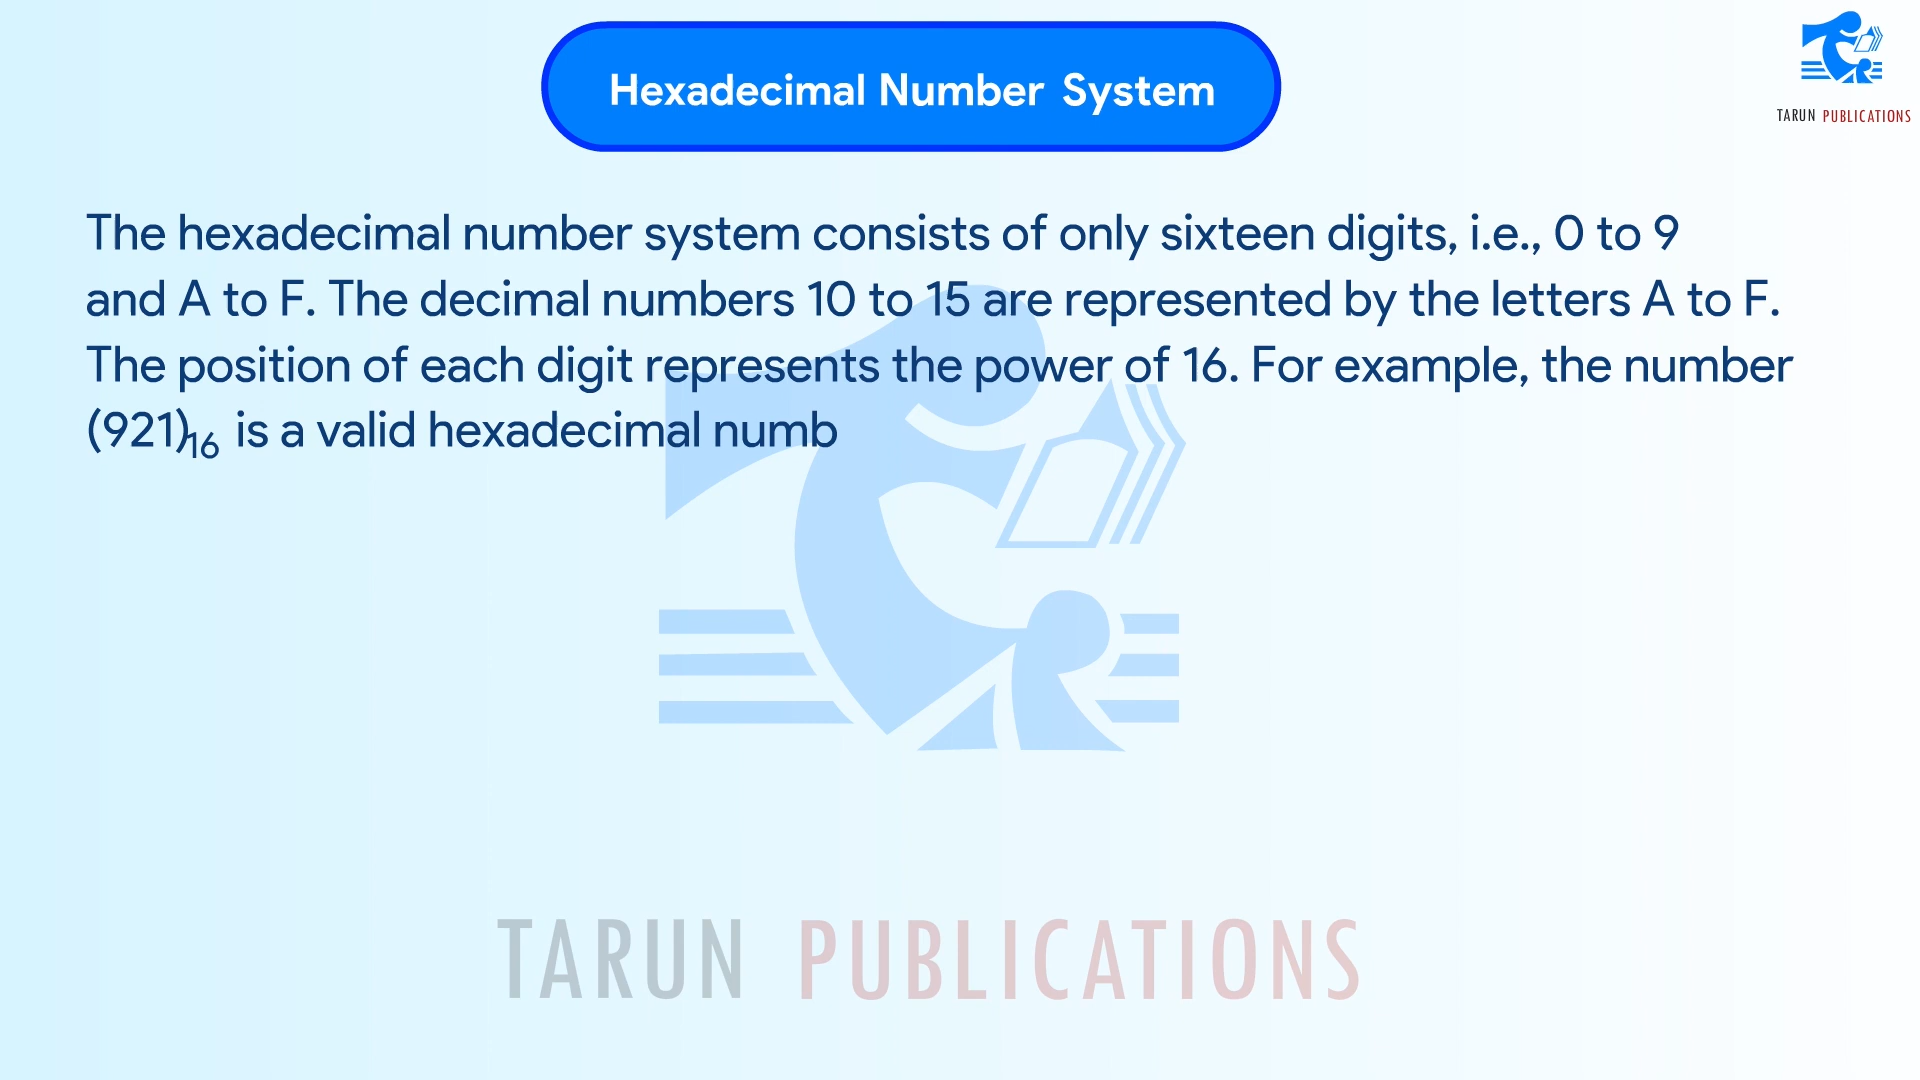 Hexadecimal Number System
TARUN PUBLICATIONS
The hexadecimal number system consists of only sixteen digits, i.e., 0 to 9
and A to F. The decimal numbers 10 to 15 are represented by the letters A to F.
The position of each digit represents the power of 16. For example, the number
(921)₁₆ is a valid hexadecimal numb
TARUN PUBLICATIONS